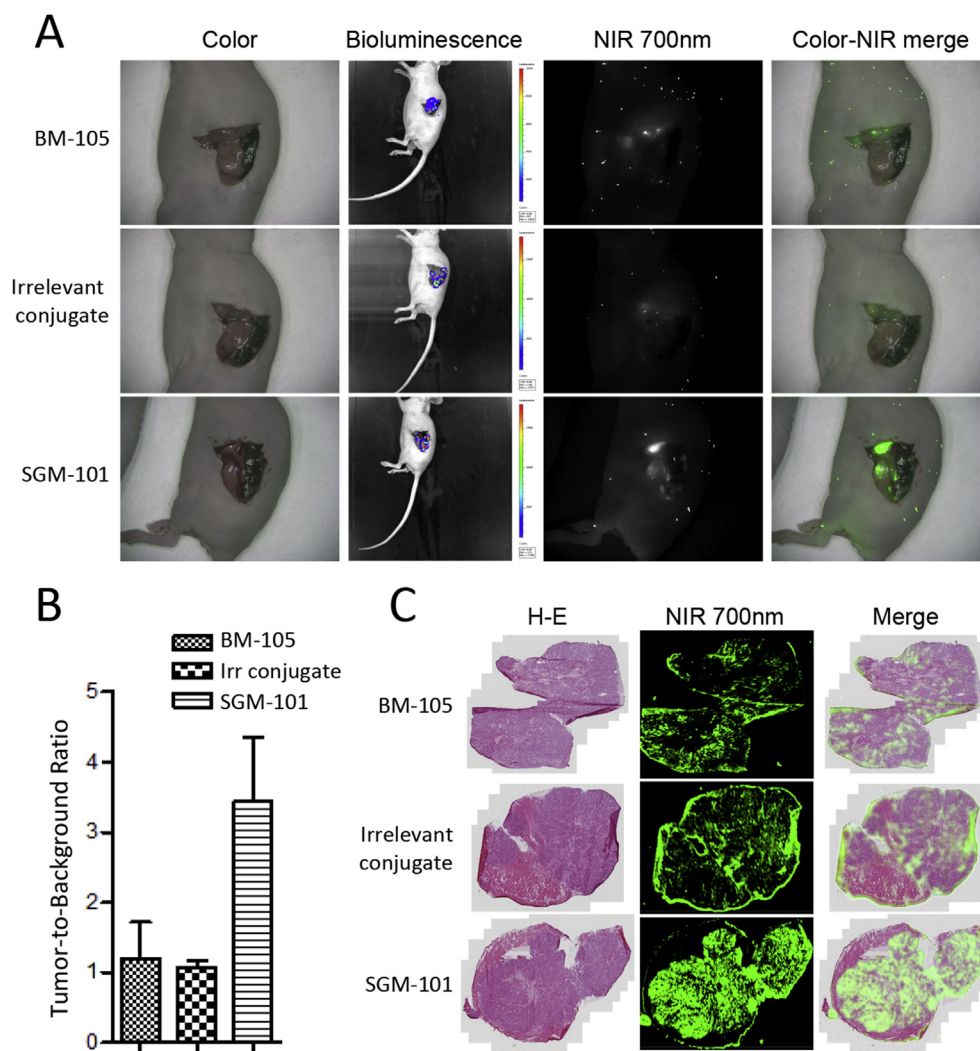 A
Color
Bioluminescence
NIR 700nm
Color-NIR merge
BM-105
Irrelevant
conjugate
SGM-101
B
BM-105
Irr conjugate
SGM-101
Tumor-to-Background Ratio
5
4
3
2
1
0
C
H-E
NIR 700nm
Merge
BM-105
Irrelevant
conjugate
SGM-101